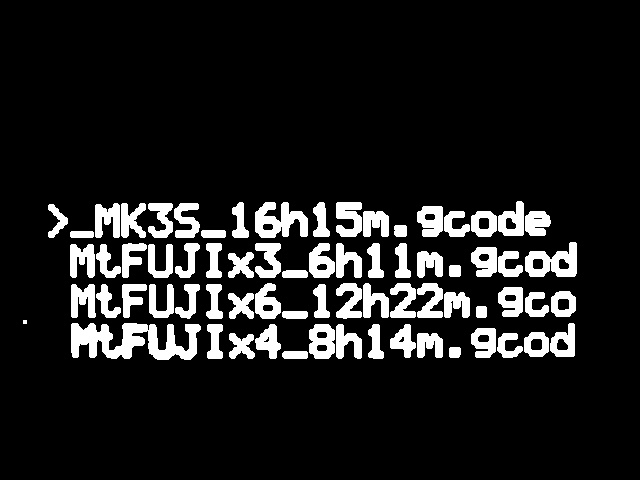 >_MK3S_16h15m.gcode
MtFUJIx3_6h11m.gcod
MtFUJIx6_12h22m.gco
MtFUJIx4_8h14m.gcod